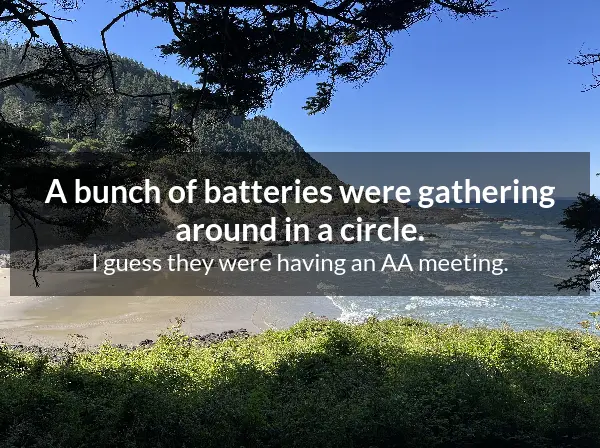 A bunch of batteries were gathering
around in a circle.
I guess they were having an AA meeting.